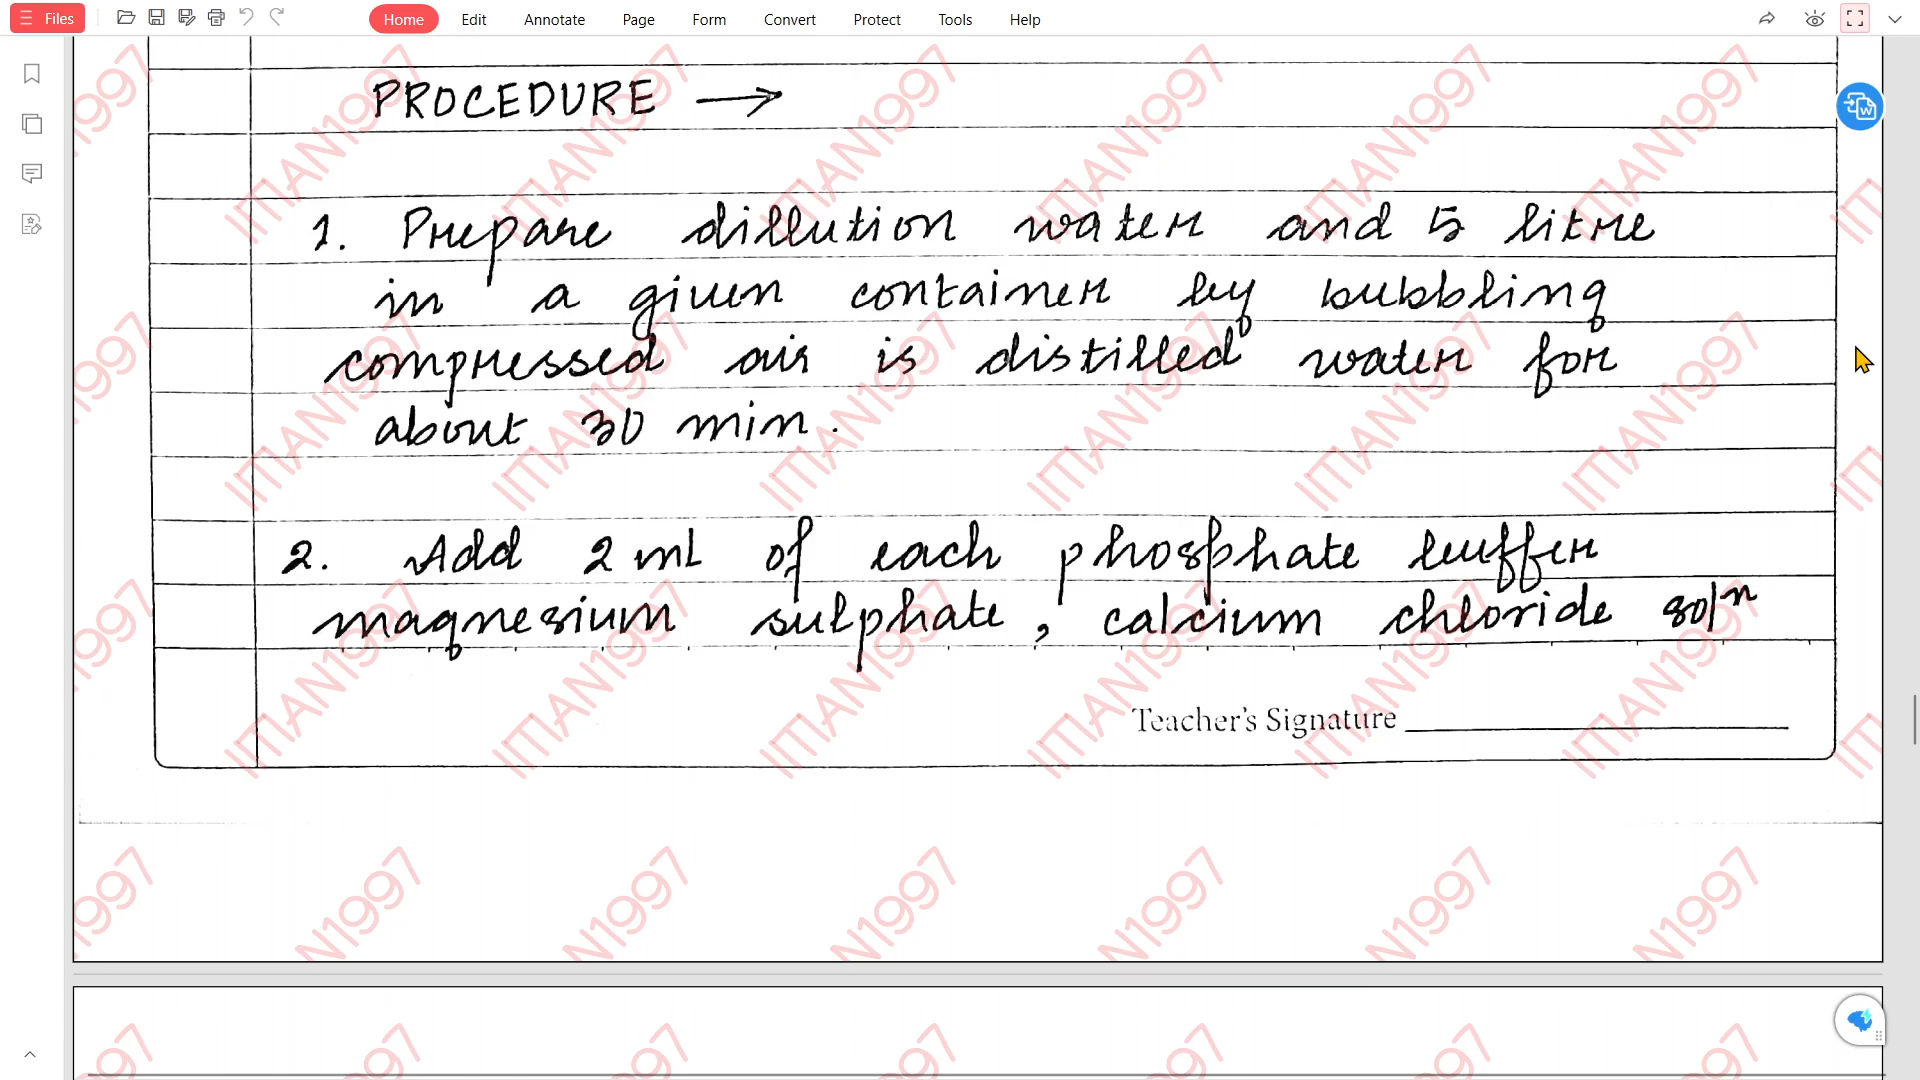 Files
Home Edit Annotate Page Form Convert Protect Tools Help
PROCEDURE →
1. Prepare dillution water and 5 litre
in a given container by bubbling
compressed air is distilled water for
about 30 min.
2. Add 2 mL of each phosphate buffer
magnesium sulphate, calcium chloride solⁿ
Teacher's Signature
IITIAN1997